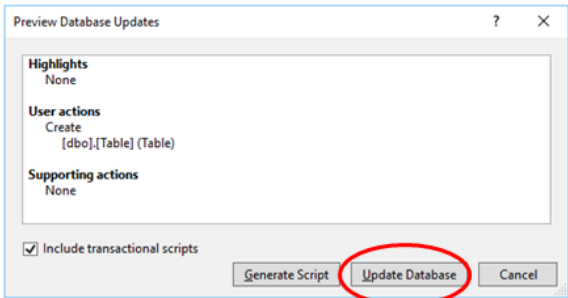 Preview Database Updates
Highlights
None
User actions
Create
[dbo].[Table] (Table)
Supporting actions
None
Include transactional scripts
Generate Script Update Database Cancel